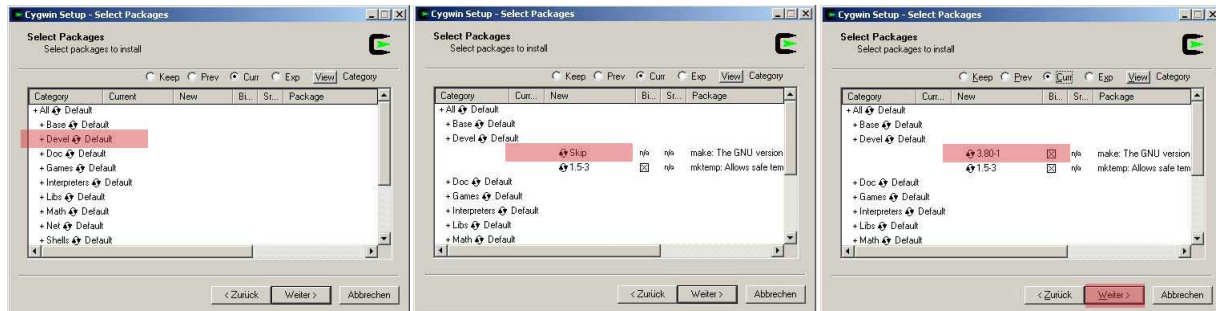 Cygwin Setup - Select Packages
Select Packages
Select packages to install
Keep Prev Curr Exp View Category
Category Current New Bi... Sr... Package
+ All Default
+ Base Default
+ Devel Default
+ Doc Default
+ Games Default
+ Interpreters Default
+ Libs Default
+ Math Default
+ Net Default
+ Shells Default
< Zurück Weiter > Abbrechen
Cygwin Setup - Select Packages
Select Packages
Select packages to install
Keep Prev Curr Exp View Category
Category Curr... New Bi... Sr... Package
+ All Default
+ Base Default
+ Devel Default
Skip n/a n/a make: The GNU version
1.5-3 n/a mktemp: Allows safe tem
+ Doc Default
+ Games Default
+ Interpreters Default
+ Libs Default
+ Math Default
< Zurück Weiter > Abbrechen
Cygwin Setup - Select Packages
Select Packages
Select packages to install
Keep Prev Curr Exp View Category
Category Curr... New Bi... Sr... Package
+ All Default
+ Base Default
+ Devel Default
3.80-1 n/a make: The GNU version
1.5-3 n/a mktemp: Allows safe tem
+ Doc Default
+ Games Default
+ Interpreters Default
+ Libs Default
+ Math Default
< Zurück Weiter > Abbrechen